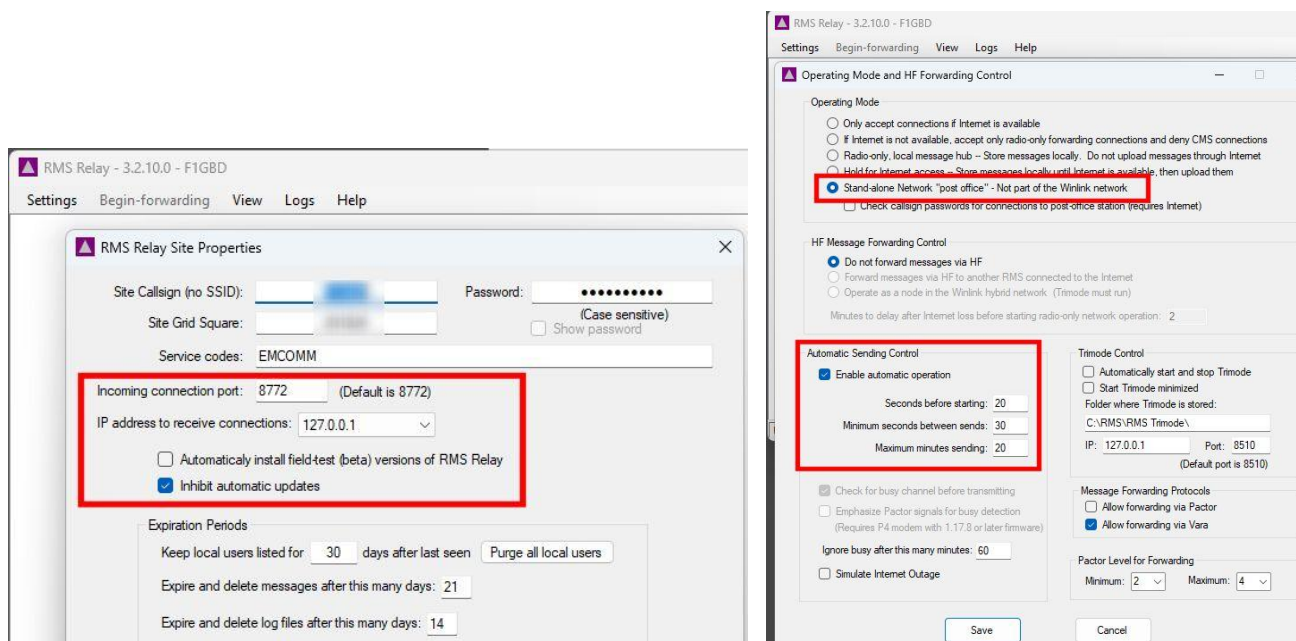 RMS Relay - 3.2.10.0 - F1GBD
Settings Begin-forwarding View Logs Help
RMS Relay Site Properties
Site Callsign (no SSID):
Password: ••••••••••
(Case sensitive)
Site Grid Square:
Show password
Service codes: EMCOMM
Incoming connection port: 8772 (Default is 8772)
IP address to receive connections: 127.0.0.1
Automaticaly install field-test (beta) versions of RMS Relay
Inhibit automatic updates
Expiration Periods
Keep local users listed for 30 days after last seen Purge all local users
Expire and delete messages after this many days: 21
Expire and delete log files after this many days: 14
RMS Relay - 3.2.10.0 - F1GBD
Settings Begin-forwarding View Logs Help
Operating Mode and HF Forwarding Control
Operating Mode
Only accept connections if Internet is available
If Internet is not available, accept only radio-only forwarding connections and deny CMS connections
Radio-only, local message hub -- Store messages locally. Do not upload messages through Internet
Hold for Internet access -- Store messages locally until Internet is available, then upload them
Stand-alone Network "post office" - Not part of the Winlink network
Check callsign passwords for connections to post-office station (requires Internet)
HF Message Forwarding Control
Do not forward messages via HF
Forward messages via HF to another RMS connected to the Internet
Operate as a node in the Winlink hybrid network (Trimode must run)
Minutes to delay after Internet loss before starting radio-only network operation: 2
Automatic Sending Control
Enable automatic operation
Seconds before starting: 20
Minimum seconds between sends: 30
Maximum minutes sending: 20
Check for busy channel before transmitting
Emphasize Pactor signals for busy detection
(Requires P4 modem with 1.17.8 or later firmware)
Ignore busy after this many minutes: 60
Simulate Internet Outage
Trimode Control
Automatically start and stop Trimode
Start Trimode minimized
Folder where Trimode is stored:
C:\RMS\RMS Trimode\
IP: 127.0.0.1 Port: 8510
(Default port is 8510)
Message Forwarding Protocols
Allow forwarding via Pactor
Allow forwarding via Vara
Pactor Level for Forwarding
Minimum: 2 Maximum: 4
Save Cancel